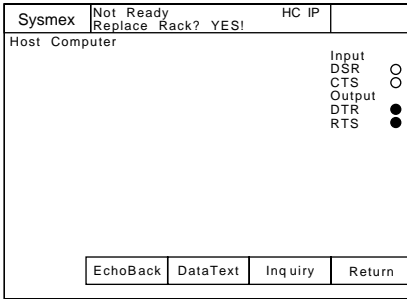 Sysmex
Not Ready HC IP
Replace Rack? YES!
Host Computer
Input
DSR
CTS
Output
DTR
RTS
EchoBack DataText Inquiry Return